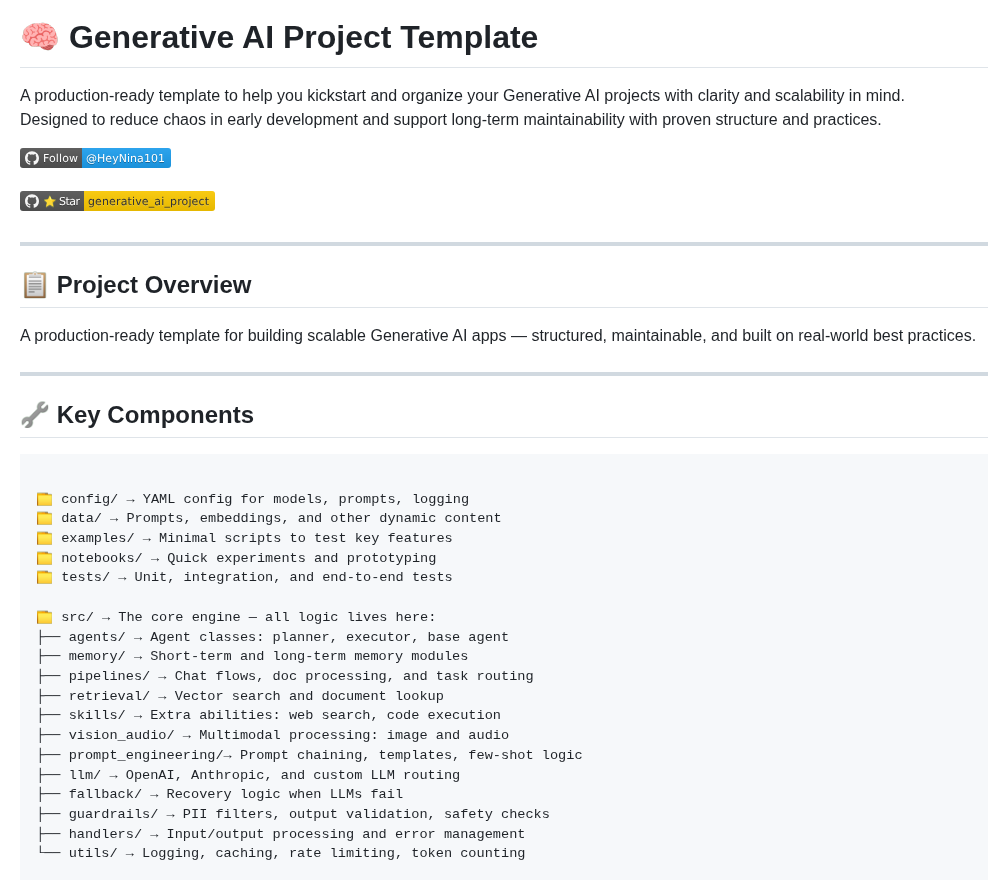 🧠 Generative AI Project Template
A production-ready template to help you kickstart and organize your Generative AI projects with clarity and scalability in mind.
Designed to reduce chaos in early development and support long-term maintainability with proven structure and practices.
Follow @HeyNina101
⭐ Star generative_ai_project
📋 Project Overview
A production-ready template for building scalable Generative AI apps — structured, maintainable, and built on real-world best practices.
🔧 Key Components
📁 config/ → YAML config for models, prompts, logging
📁 data/ → Prompts, embeddings, and other dynamic content
📁 examples/ → Minimal scripts to test key features
📁 notebooks/ → Quick experiments and prototyping
📁 tests/ → Unit, integration, and end-to-end tests
📁 src/ → The core engine — all logic lives here:
├── agents/ → Agent classes: planner, executor, base agent
├── memory/ → Short-term and long-term memory modules
├── pipelines/ → Chat flows, doc processing, and task routing
├── retrieval/ → Vector search and document lookup
├── skills/ → Extra abilities: web search, code execution
├── vision_audio/ → Multimodal processing: image and audio
├── prompt_engineering/→ Prompt chaining, templates, few-shot logic
├── llm/ → OpenAI, Anthropic, and custom LLM routing
├── fallback/ → Recovery logic when LLMs fail
├── guardrails/ → PII filters, output validation, safety checks
├── handlers/ → Input/output processing and error management
└── utils/ → Logging, caching, rate limiting, token counting